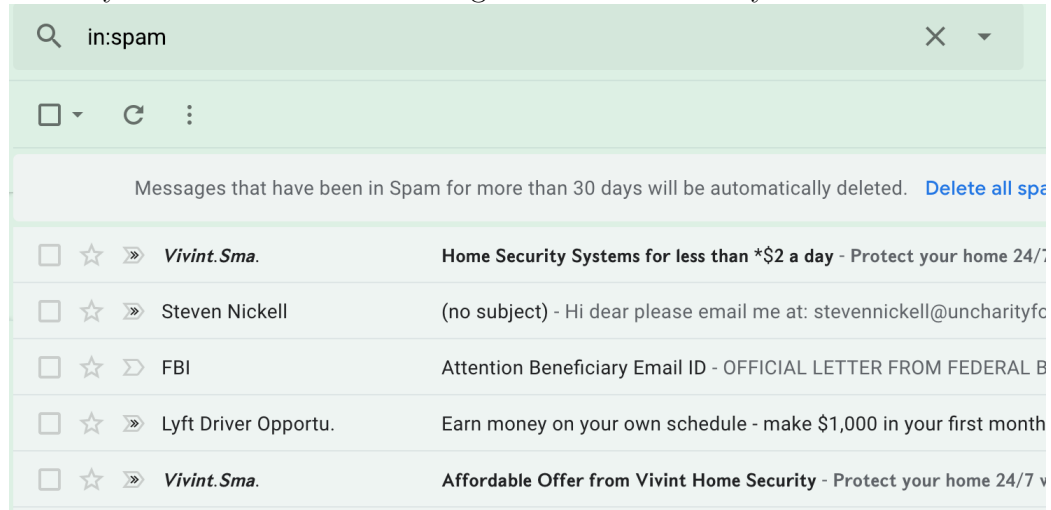 in:spam
Messages that have been in Spam for more than 30 days will be automatically deleted. Delete all spa
Vivint.Sma. Home Security Systems for less than *$2 a day - Protect your home 24/7
Steven Nickell (no subject) - Hi dear please email me at: stevennickell@uncharityfo
FBI Attention Beneficiary Email ID - OFFICIAL LETTER FROM FEDERAL B
Lyft Driver Opportu. Earn money on your own schedule - make $1,000 in your first month
Vivint.Sma. Affordable Offer from Vivint Home Security - Protect your home 24/7 v